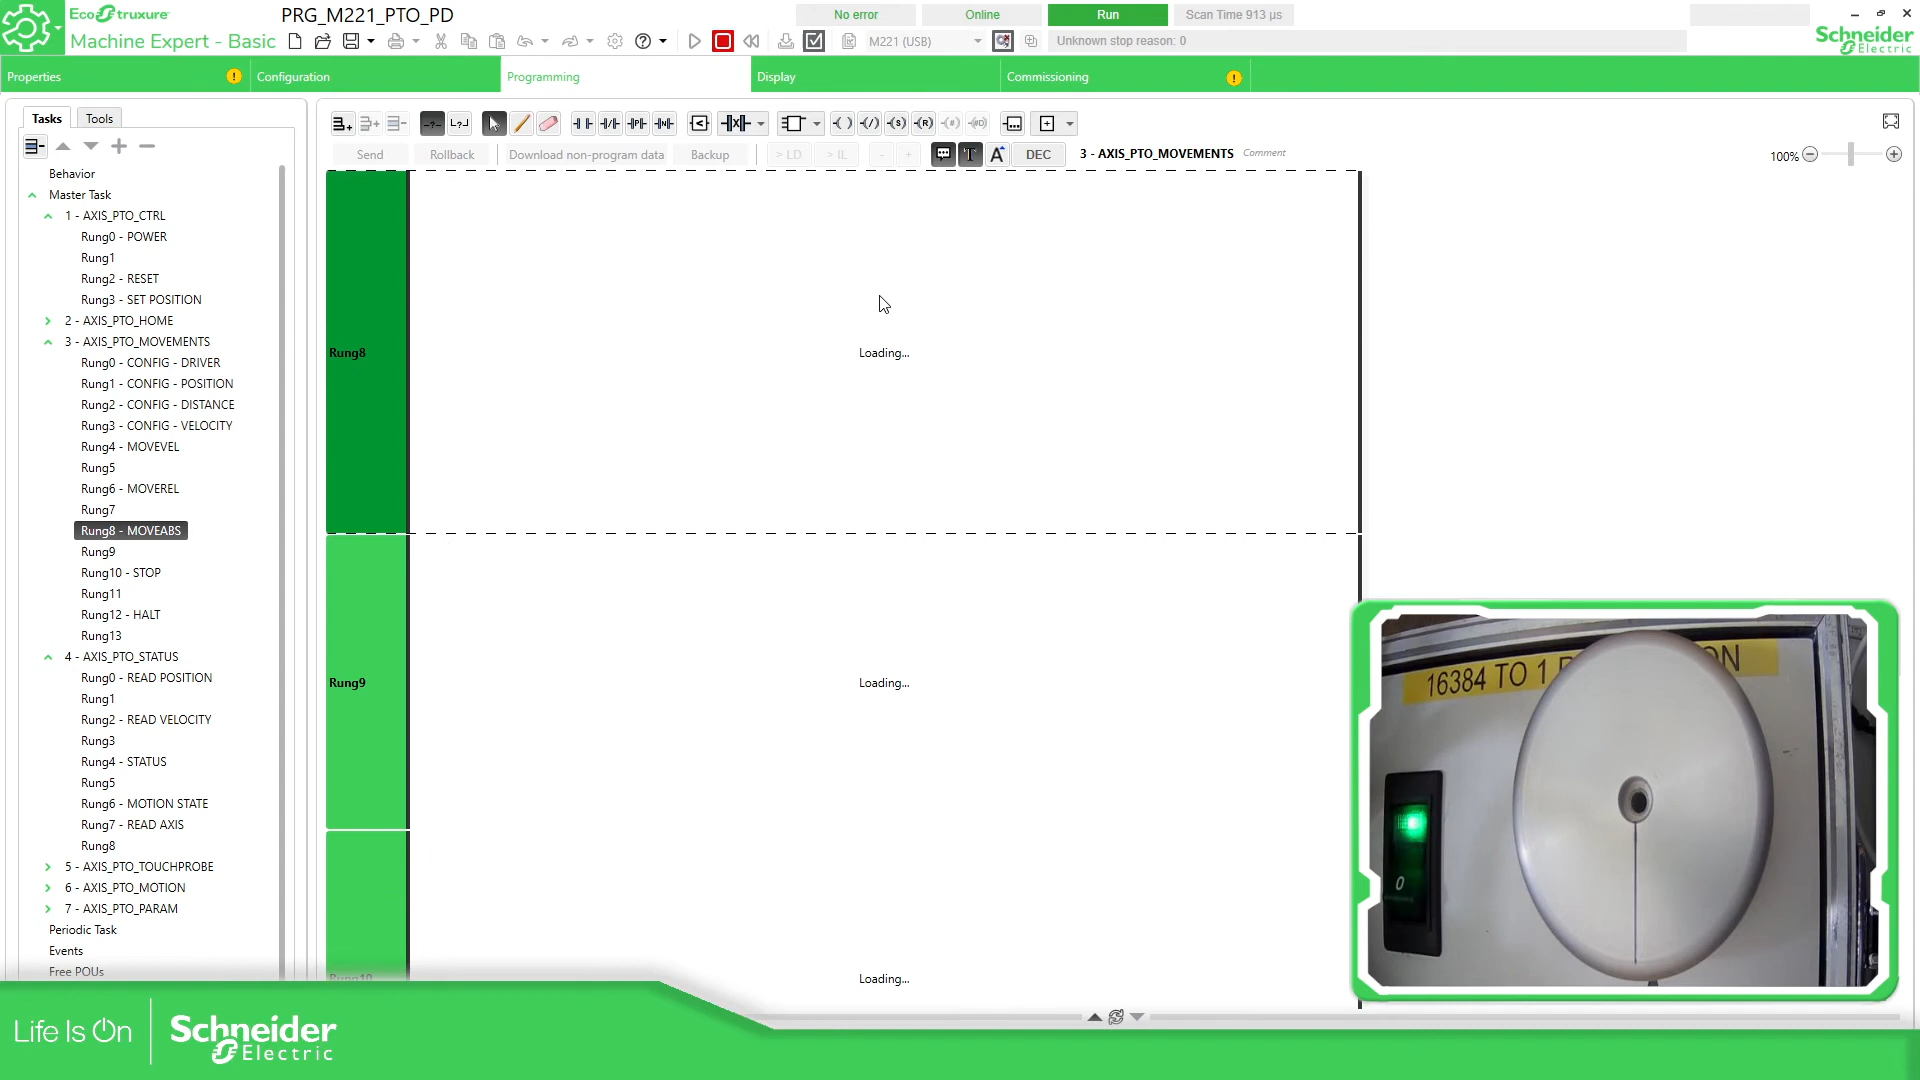 EcoStruxure
Machine Expert - Basic
PRG_M221_PTO_PD
No error
Online
Run
Scan Time 913 µs
M221 (USB)
Unknown stop reason: 0
Schneider
Electric
Properties
Configuration
Programming
Display
Commissioning
Tasks
Tools
Send
Rollback
Download non-program data
Backup
> LD
> IL
-
+
DEC
3 - AXIS_PTO_MOVEMENTS
Comment
100%
Behavior
Master Task
1 - AXIS_PTO_CTRL
Rung0 - POWER
Rung1
Rung2 - RESET
Rung3 - SET POSITION
2 - AXIS_PTO_HOME
3 - AXIS_PTO_MOVEMENTS
Rung0 - CONFIG - DRIVER
Rung1 - CONFIG - POSITION
Rung2 - CONFIG - DISTANCE
Rung3 - CONFIG - VELOCITY
Rung4 - MOVEVEL
Rung5
Rung6 - MOVEREL
Rung7
Rung8 - MOVEABS
Rung9
Rung10 - STOP
Rung11
Rung12 - HALT
Rung13
4 - AXIS_PTO_STATUS
Rung0 - READ POSITION
Rung1
Rung2 - READ VELOCITY
Rung3
Rung4 - STATUS
Rung5
Rung6 - MOTION STATE
Rung7 - READ AXIS
Rung8
5 - AXIS_PTO_TOUCHPROBE
6 - AXIS_PTO_MOTION
7 - AXIS_PTO_PARAM
Periodic Task
Events
Free POUs
Rung8
Loading...
Rung9
Loading...
Rung10
Loading...
16384 TO 1
ON
0
Life Is On
Schneider
Electric